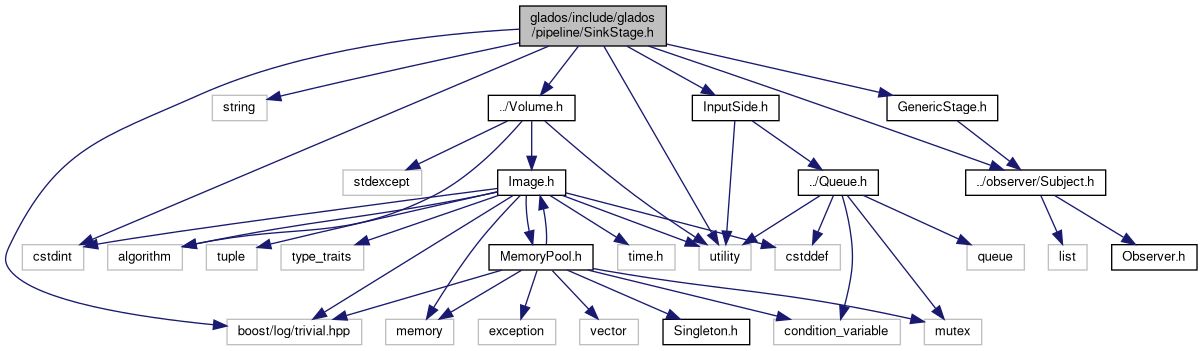 glados/include/glados
/pipeline/SinkStage.h
string
../Volume.h
InputSide.h
GenericStage.h
stdexcept
Image.h
../Queue.h
../observer/Subject.h
cstdint
algorithm
tuple
type_traits
MemoryPool.h
time.h
utility
cstddef
queue
list
Observer.h
boost/log/trivial.hpp
memory
exception
vector
Singleton.h
condition_variable
mutex